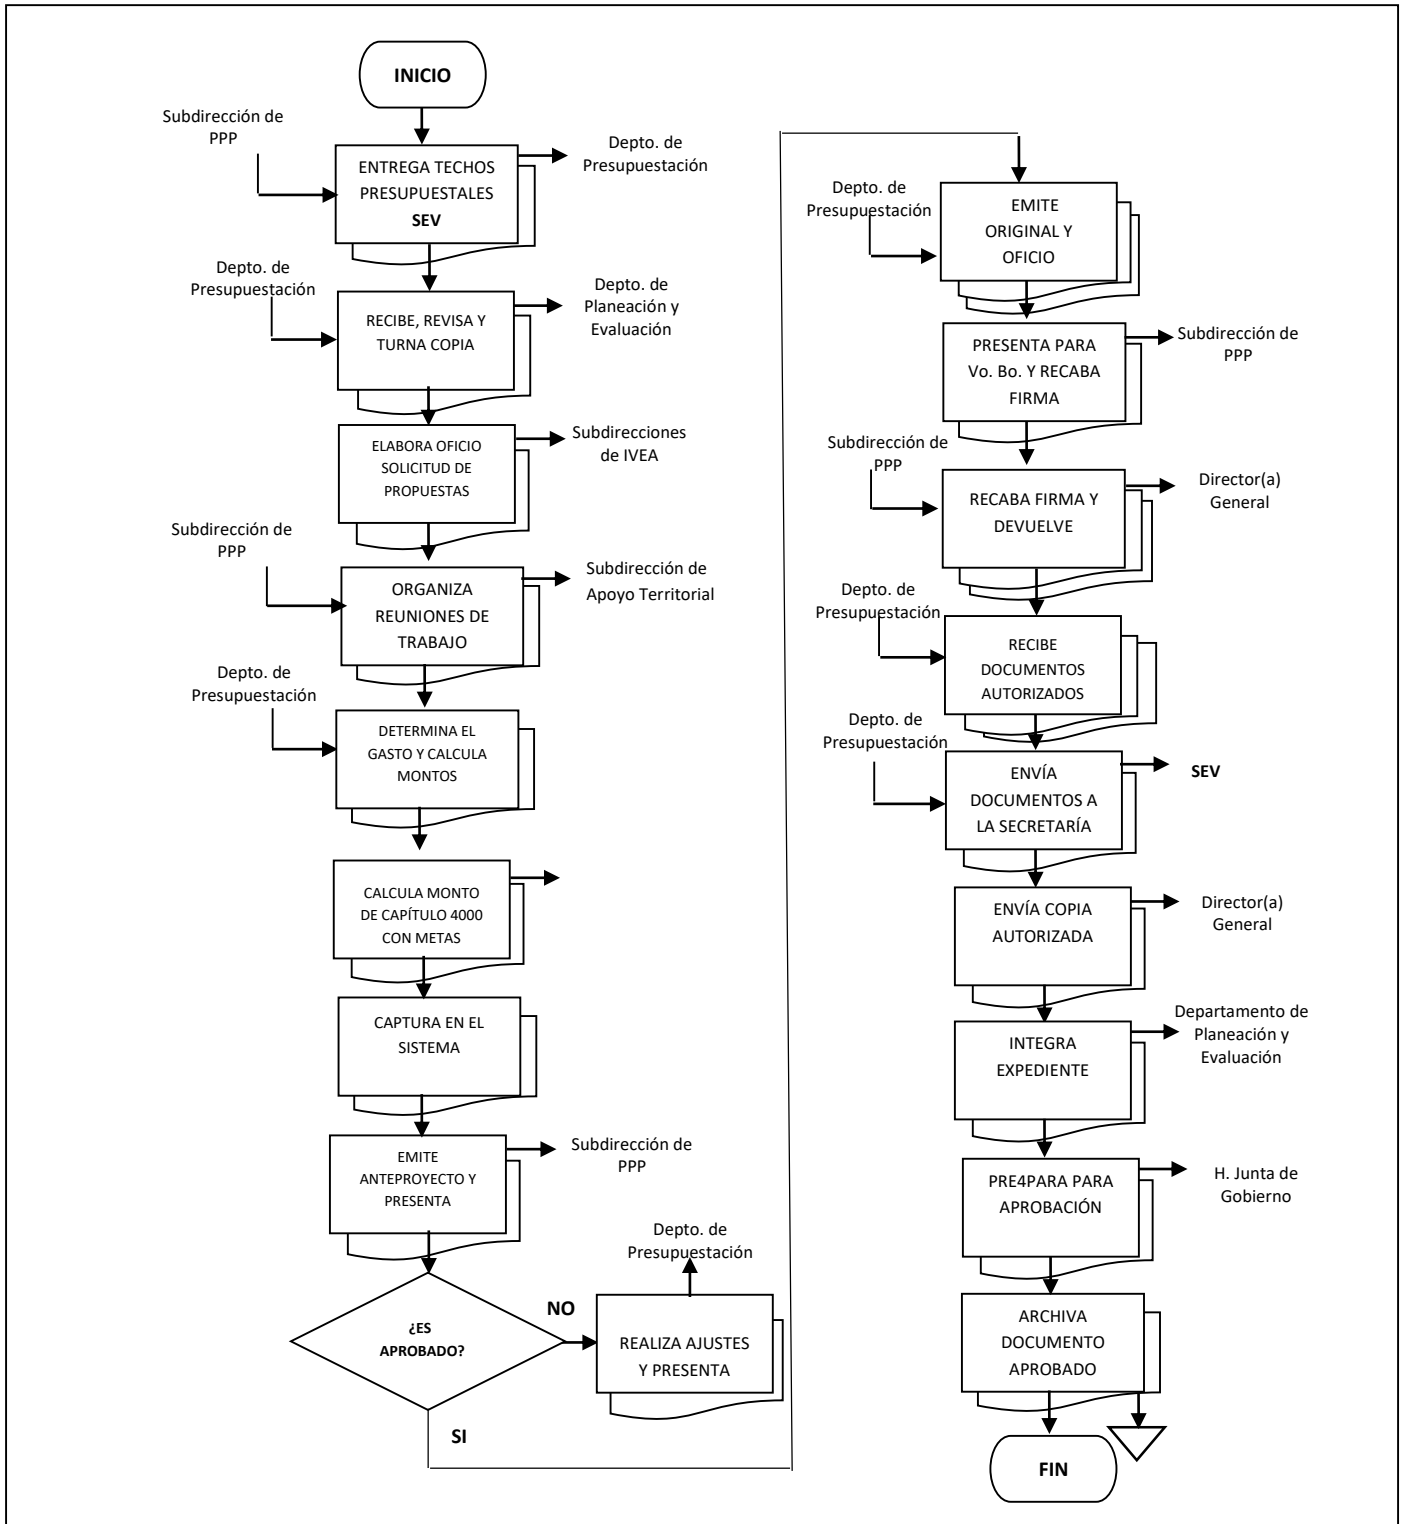 INICIO
Subdirección de
PPP
ENTREGA TECHOS
PRESUPUESTALES
SEV
Depto. de
Presupuestación
Depto. de
Presupuestación
RECIBE, REVISA Y
TURNA COPIA
Depto. de
Planeación y
Evaluación
ELABORA OFICIO
SOLICITUD DE
PROPUESTAS
Subdirecciones
de IVEA
Subdirección de
PPP
ORGANIZA
REUNIONES DE
TRABAJO
Subdirección de
Apoyo Territorial
Depto. de
Presupuestación
DETERMINA EL
GASTO Y CALCULA
MONTOS
CALCULA MONTO
DE CAPÍTULO 4000
CON METAS
CAPTURA EN EL
SISTEMA
EMITE
ANTEPROYECTO Y
PRESENTA
Subdirección de
PPP
¿ES
APROBADO?
NO
Depto. de
Presupuestación
REALIZA AJUSTES
Y PRESENTA
SI
Depto. de
Presupuestación
EMITE
ORIGINAL Y
OFICIO
PRESENTA PARA
Vo. Bo. Y RECABA
FIRMA
Subdirección de
PPP
Subdirección de
PPP
RECABA FIRMA Y
DEVUELVE
Director(a)
General
Depto. de
Presupuestación
RECIBE
DOCUMENTOS
AUTORIZADOS
Depto. de
Presupuestación
ENVÍA
DOCUMENTOS A
LA SECRETARÍA
SEV
ENVÍA COPIA
AUTORIZADA
Director(a)
General
INTEGRA
EXPEDIENTE
Departamento de
Planeación y
Evaluación
PRE4PARA PARA
APROBACIÓN
H. Junta de
Gobierno
ARCHIVA
DOCUMENTO
APROBADO
FIN